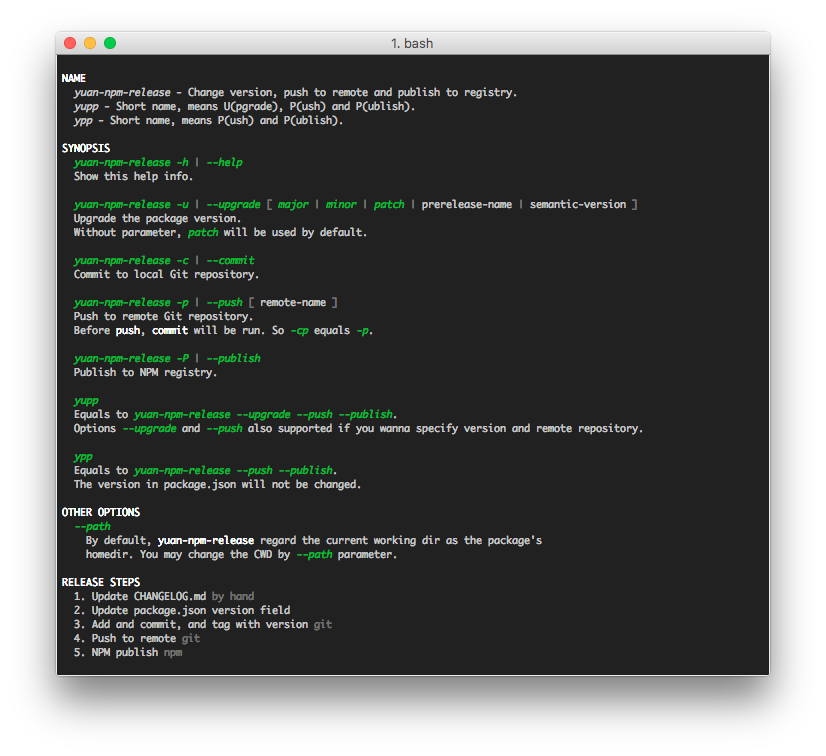 1. bash
NAME
yuan-npm-release - Change version, push to remote and publish to registry.
yupp - Short name, means U(pgrade), P(ush) and P(ublish).
ypp - Short name, means P(ush) and P(ublish).
SYNOPSIS
yuan-npm-release -h | --help
Show this help info.
yuan-npm-release -u | --upgrade [ major | minor | patch | prerelease-name | semantic-version ]
Upgrade the package version.
Without parameter, patch will be used by default.
yuan-npm-release -c | --commit
Commit to local Git repository.
yuan-npm-release -p | --push [ remote-name ]
Push to remote Git repository.
Before push, commit will be run. So -cp equals -p.
yuan-npm-release -P | --publish
Publish to NPM registry.
yupp
Equals to yuan-npm-release --upgrade --push --publish.
Options --upgrade and --push also supported if you wanna specify version and remote repository.
ypp
Equals to yuan-npm-release --push --publish.
The version in package.json will not be changed.
OTHER OPTIONS
--path
By default, yuan-npm-release regard the current working dir as the package's
homedir. You may change the CWD by --path parameter.
RELEASE STEPS
1. Update CHANGELOG.md by hand
2. Update package.json version field
3. Add and commit, and tag with version git
4. Push to remote git
5. NPM publish npm